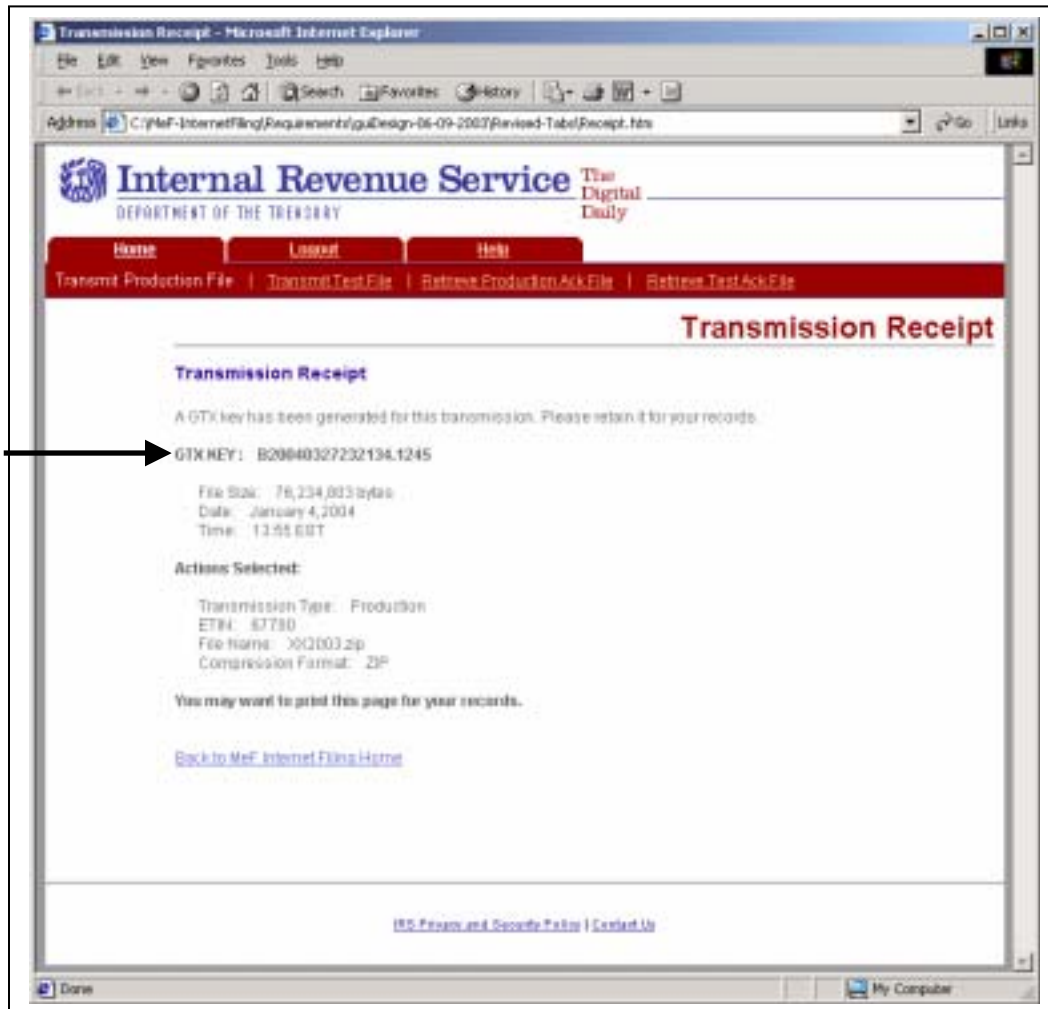 Transmission Receipt - Microsoft Internet Explorer
File Edit View Favorites Tools Help
Back Search Favorites History
Address C:\MeF-InternetFiling\Requirements\guiDesign-06-09-2003\Revised-Tabs\Receipt.htm Go Links
Internal Revenue Service The Digital Daily
DEPARTMENT OF THE TREASURY
Home Logout Help
Transmit Production File | Transmit Test File | Retrieve Production Ack File | Retrieve Test Ack File
Transmission Receipt
Transmission Receipt
A GTX key has been generated for this transmission. Please retain it for your records.
GTX KEY: B20040327232134.1245
File Size: 76,234,883 bytes
Date: January 4, 2004
Time: 13:55 EST
Actions Selected:
Transmission Type: Production
ETIN:
File Name: XX2003.zip
Compression Format: ZIP
You may want to print this page for your records.
Back to MeF Internet Filing Home
IRS Privacy and Security Policy | Contact Us
Done My Computer